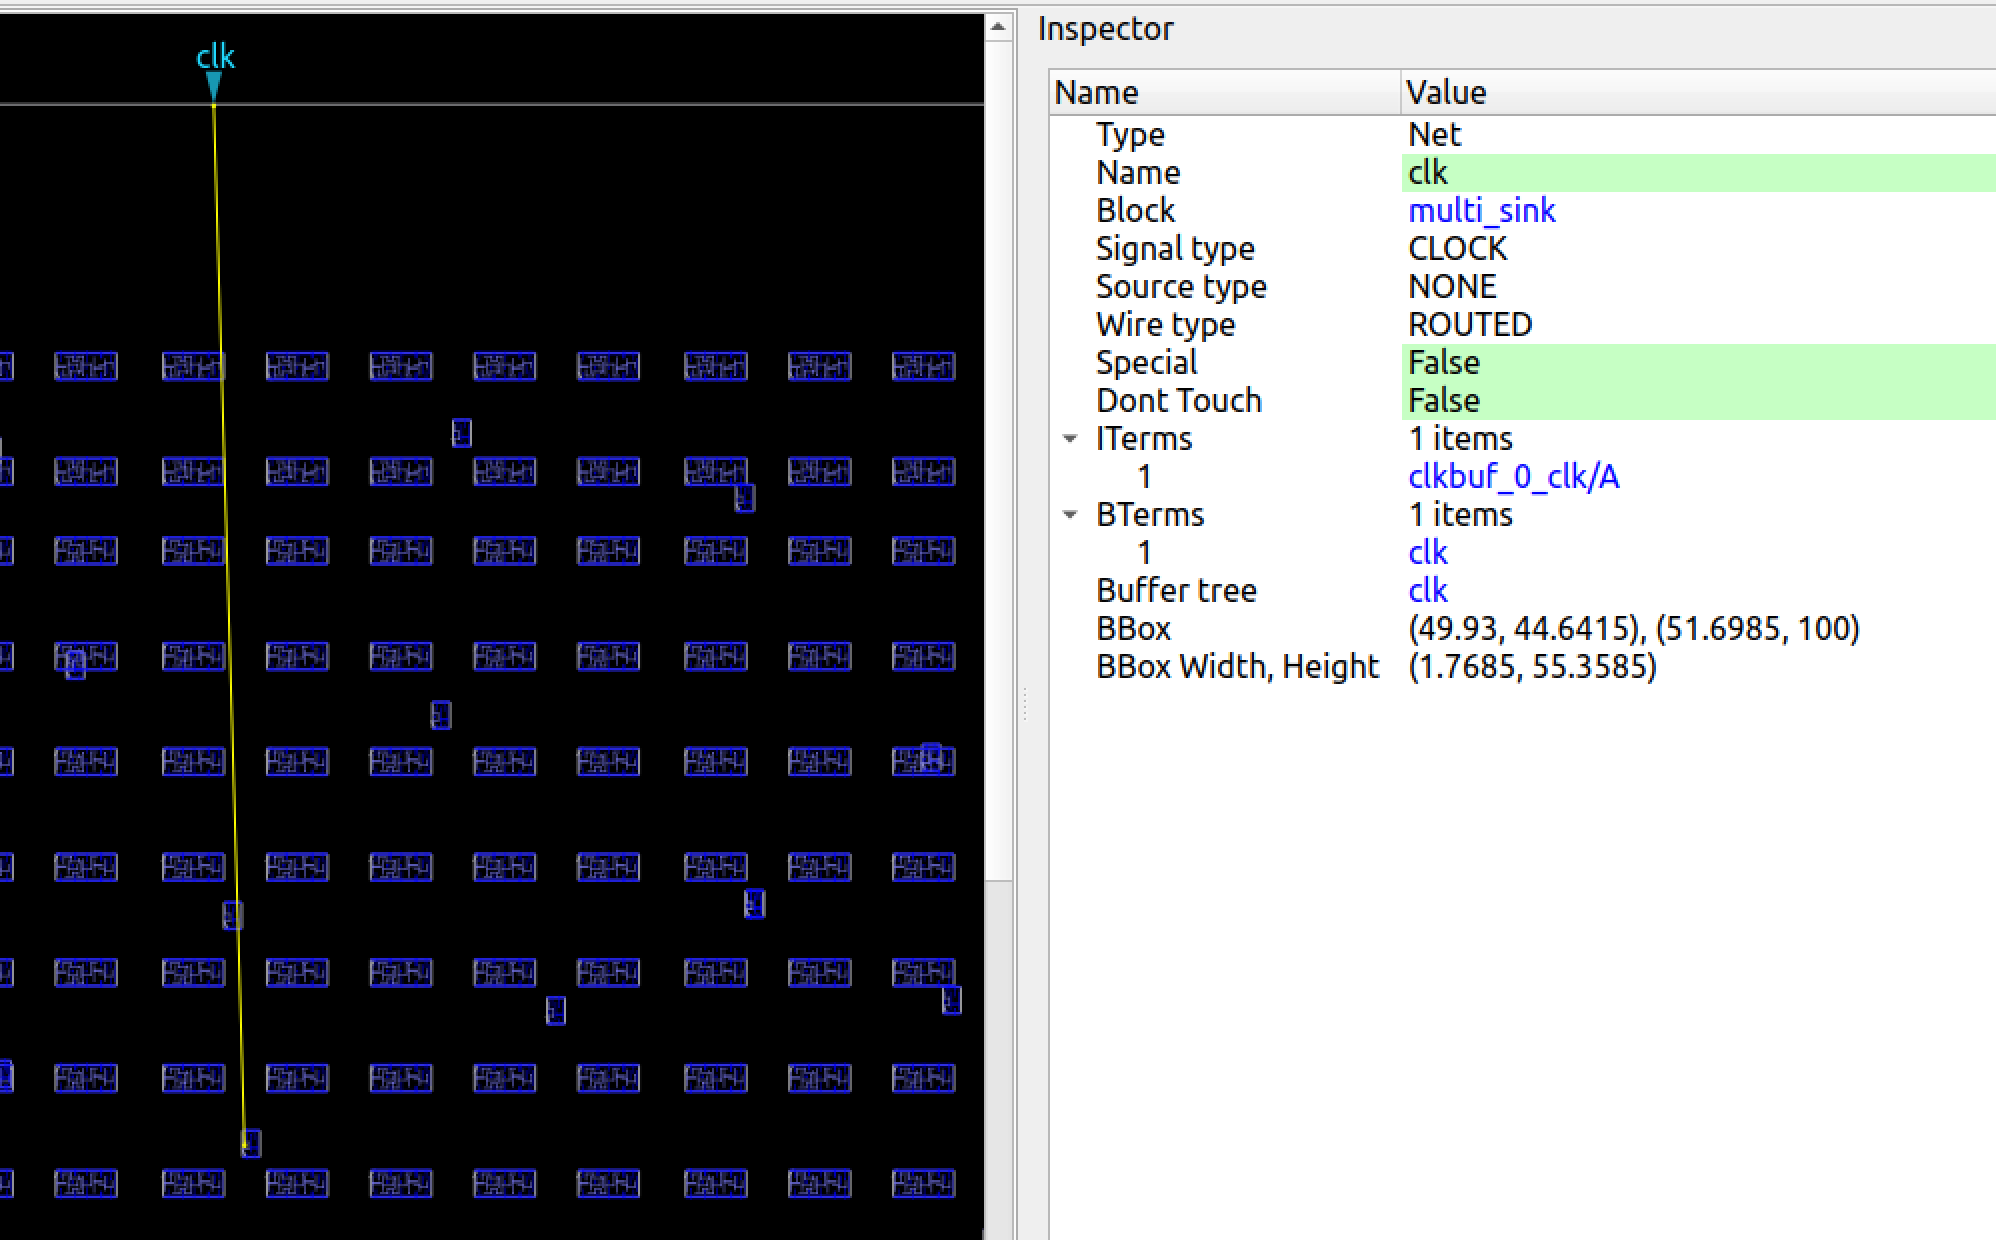 clk
Inspector
Name Value
Type Net
Name clk
Block multi_sink
Signal type CLOCK
Source type NONE
Wire type ROUTED
Special False
Dont Touch False
ITerms 1 items
1 clkbuf_0_clk/A
BTerms 1 items
1 clk
Buffer tree clk
BBox (49.93, 44.6415), (51.6985, 100)
BBox Width, Height (1.7685, 55.3585)